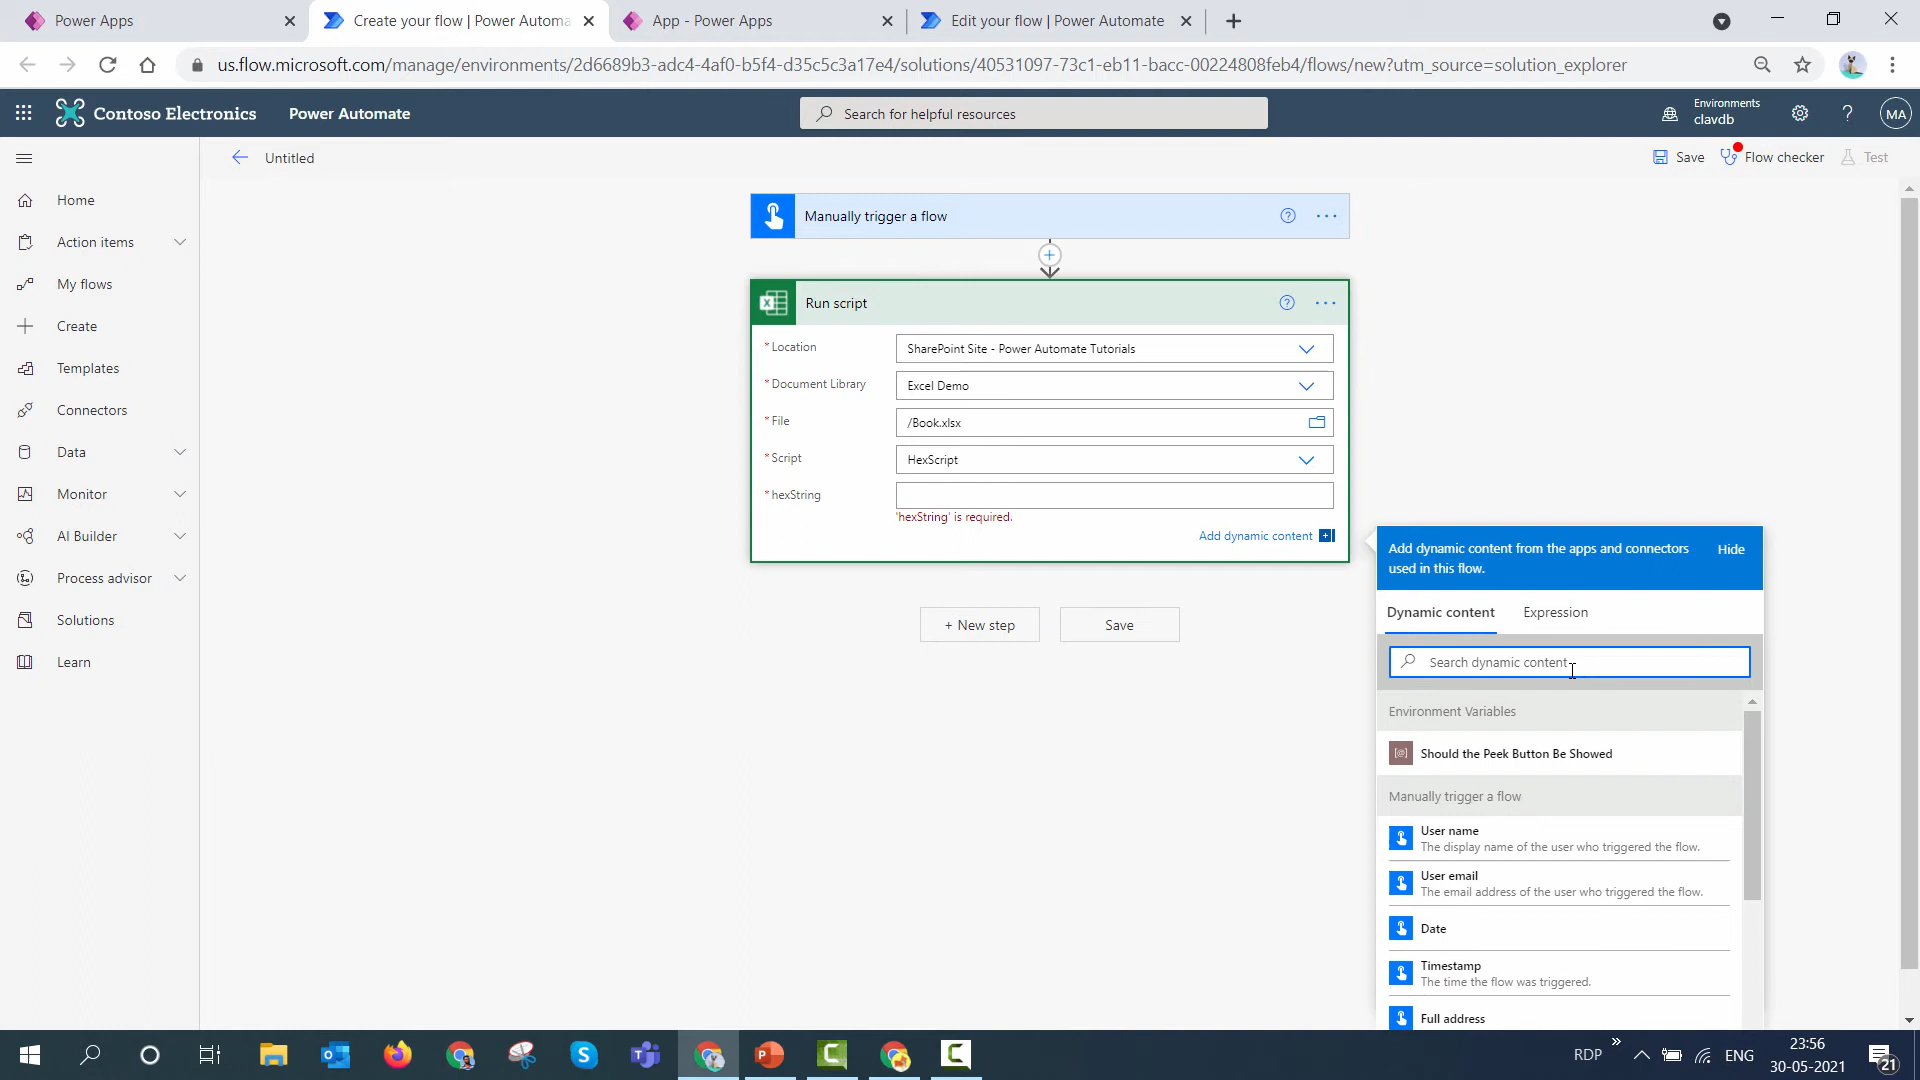 Power Apps
Create your flow | Power Automa
App - Power Apps
Edit your flow | Power Automate
us.flow.microsoft.com/manage/environments/2d6689b3-adc4-4af0-b5f4-d35c5c3a17e4/solutions/40531097-73c1-eb11-bacc-00224808feb4/flows/new?utm_source=solution_explorer
Contoso Electronics
Power Automate
Search for helpful resources
Environments
clavdb
MA
Untitled
Save
Flow checker
Test
Home
Action items
My flows
Create
Templates
Connectors
Data
Monitor
AI Builder
Process advisor
Solutions
Learn
Manually trigger a flow
Run script
* Location
SharePoint Site - Power Automate Tutorials
* Document Library
Excel Demo
* File
/Book.xlsx
* Script
HexScript
* hexString
'hexString' is required.
Add dynamic content
+ New step
Save
Add dynamic content from the apps and connectors
used in this flow.
Hide
Dynamic content
Expression
Search dynamic content
Environment Variables
Should the Peek Button Be Showed
Manually trigger a flow
User name
The display name of the user who triggered the flow.
User email
The email address of the user who triggered the flow.
Date
Timestamp
The time the flow was triggered.
Full address
RDP
ENG
23:56
30-05-2021
21